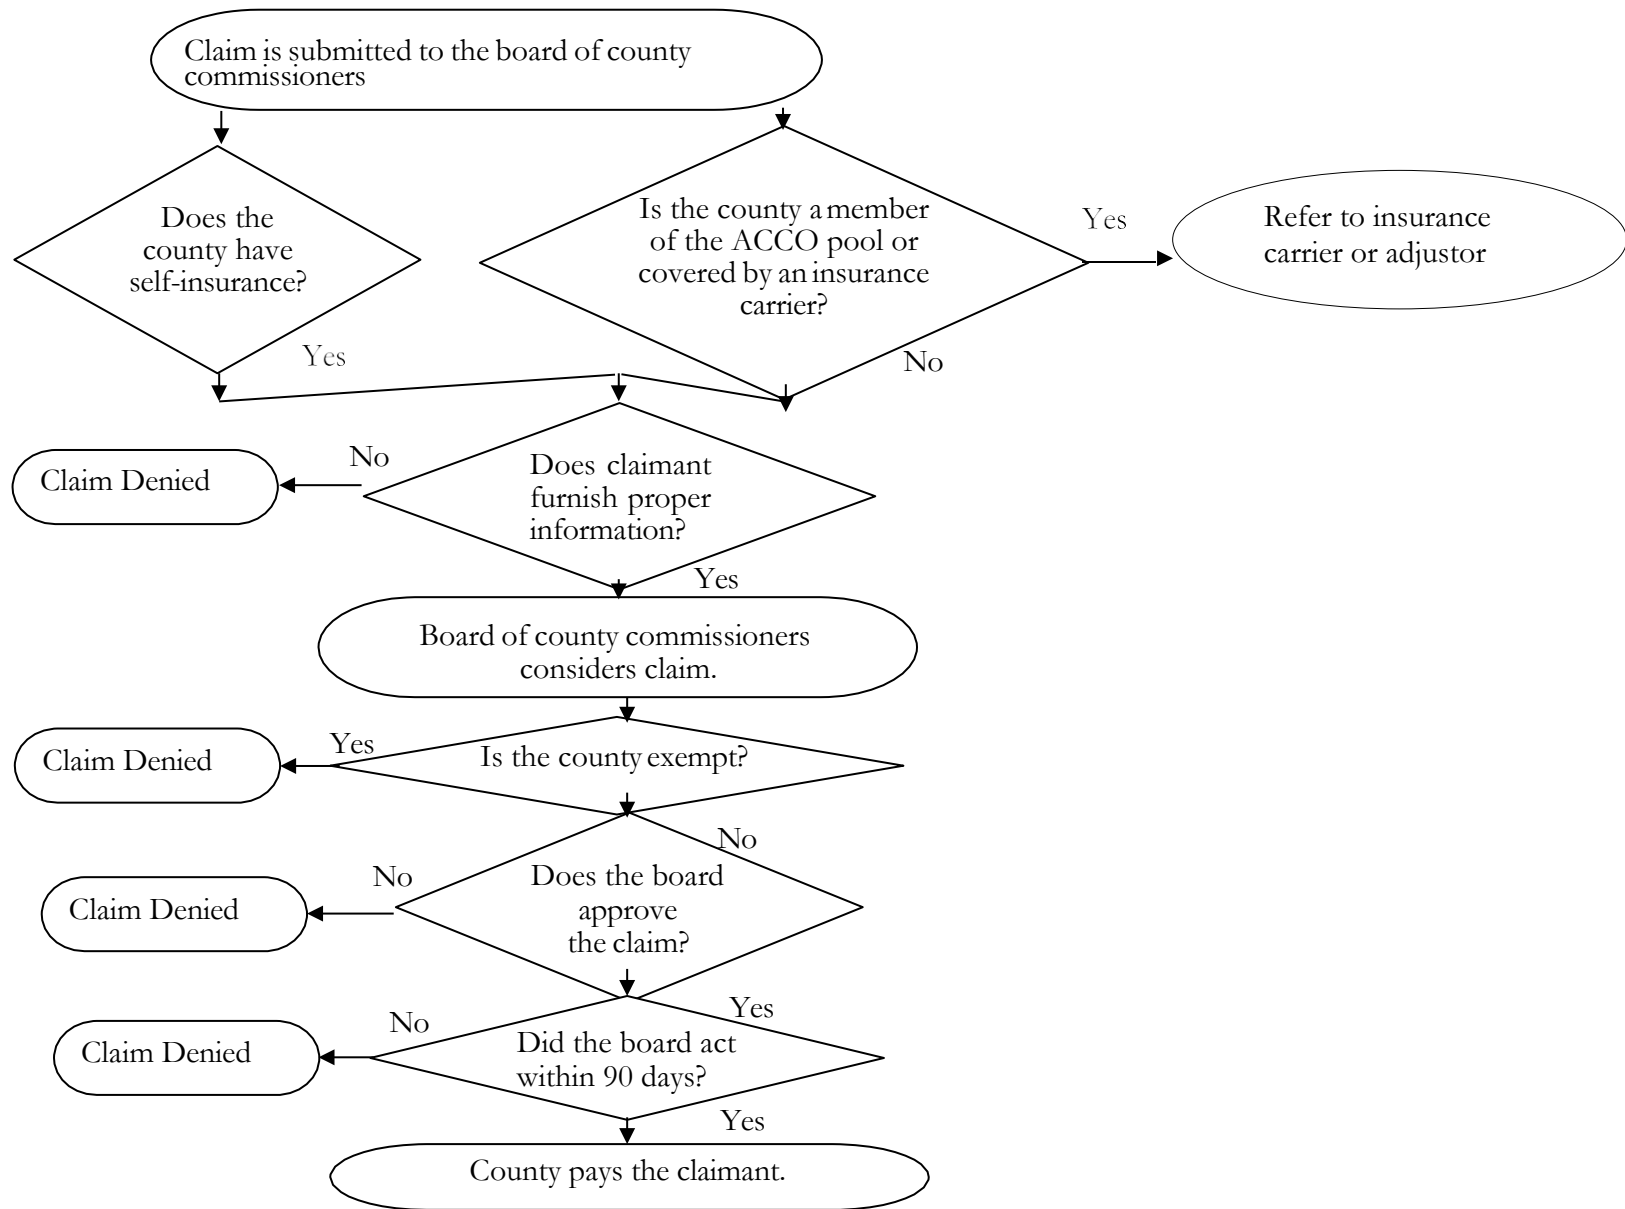 Claim is submitted to the board of county
commissioners
Does the
county have
self-insurance?
Yes
Is the county a member
of the ACCO pool or
covered by an insurance
carrier?
Yes
No
Refer to insurance
carrier or adjustor
Claim Denied
No
Does claimant
furnish proper
information?
Yes
Board of county commissioners
considers claim.
Claim Denied
Yes
Is the county exempt?
No
Claim Denied
No
Does the board
approve
the claim?
Yes
Claim Denied
No
Did the board act
within 90 days?
Yes
County pays the claimant.